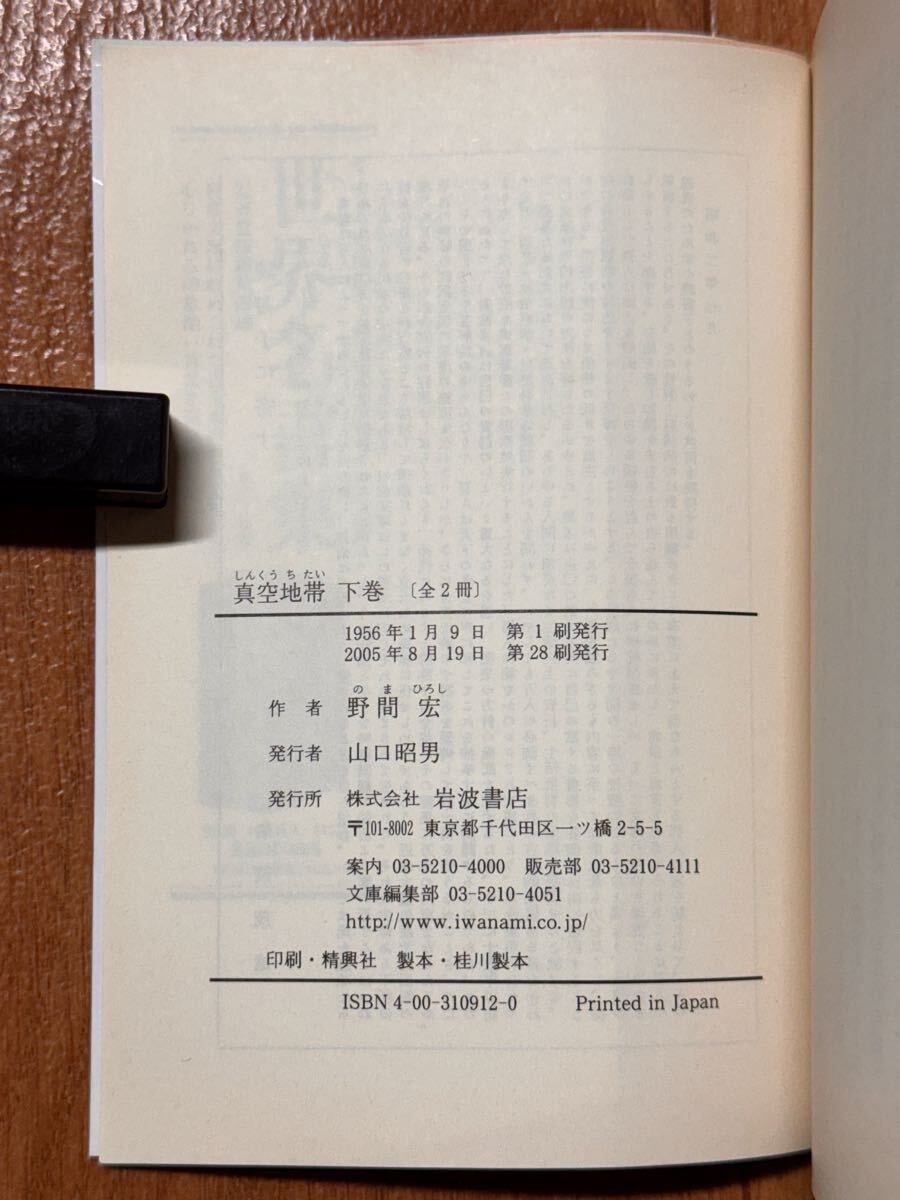 しんくう ち たい
真空地帯 下巻 〔全2冊〕
1956年1月9日 第1刷発行
2005年8月19日 第28刷発行
の ま ひろし
作者 野間 宏
発行者 山口昭男
発行所 株式会社 岩波書店
〒101-8002 東京都千代田区一ツ橋2-5-5
案内 03-5210-4000 販売部 03-5210-4111
文庫編集部 03-5210-4051
http://www.iwanami.co.jp/
印刷・精興社 製本・桂川製本
ISBN 4-00-310912-0 Printed in Japan